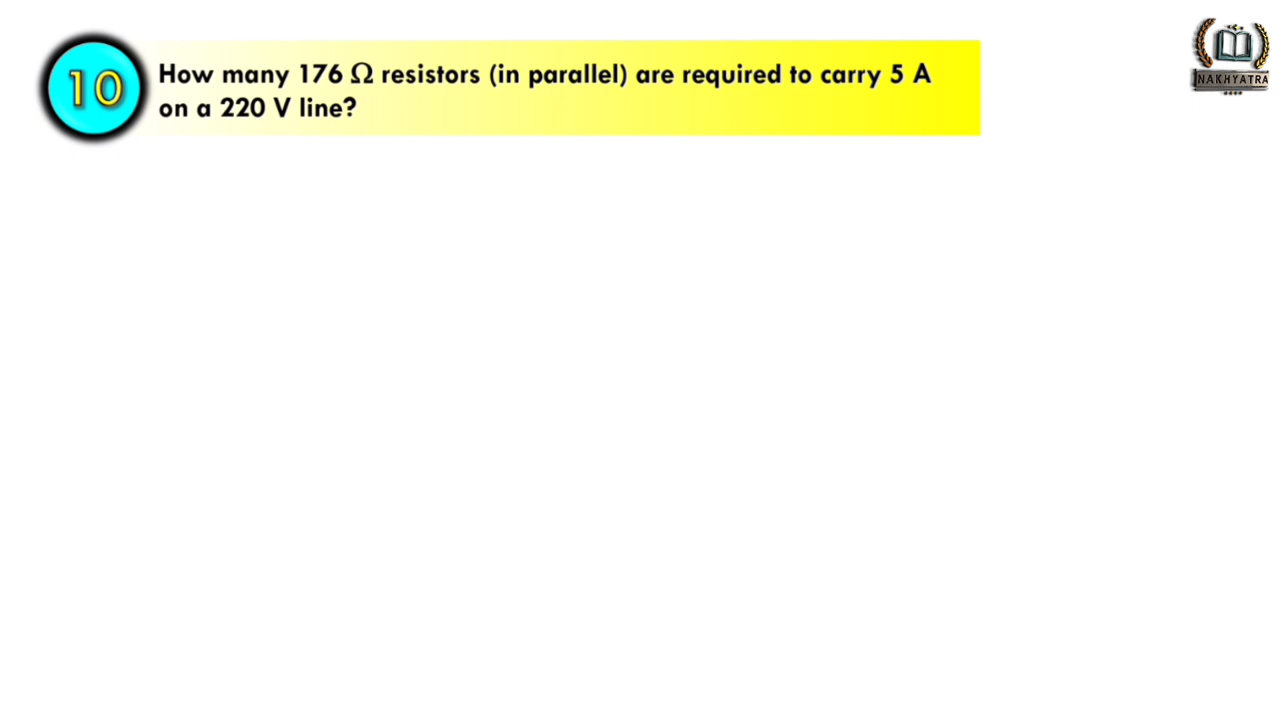 10
How many 176 Ω resistors (in parallel) are required to carry 5 A
on a 220 V line?
NAKHYATRA